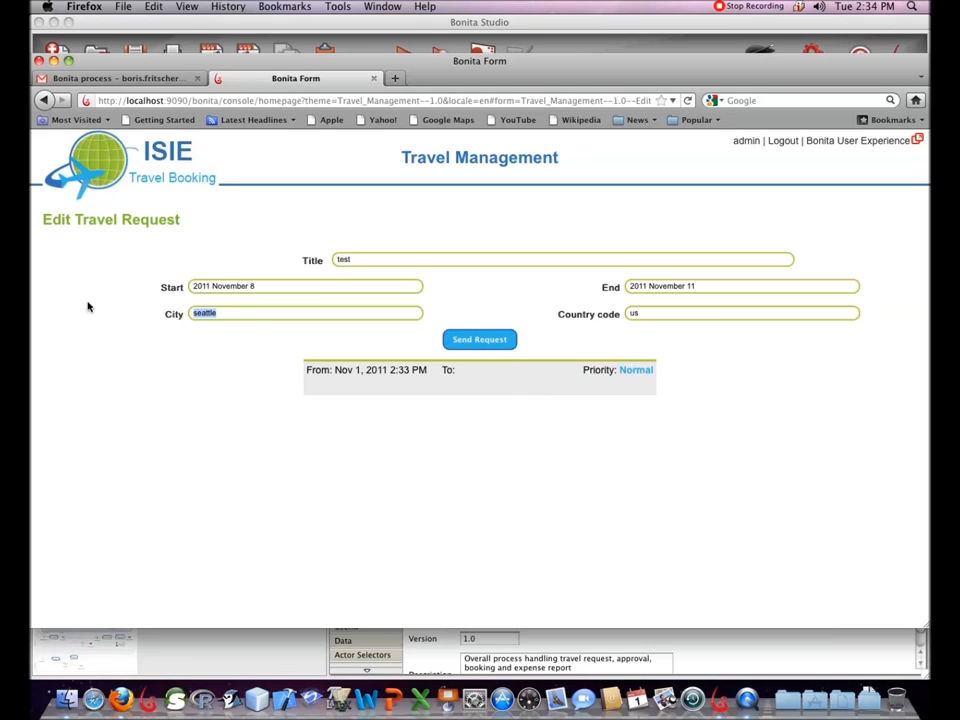 Firefox File Edit View History Bookmarks Tools Window Help Stop Recording Tue 2:34 PM
Bonita Studio
Bonita Form
Bonita process - boris.fritscher... Bonita Form
http://localhost:9090/bonita/console/homepage?theme=Travel_Management--1.0&locale=en#form=Travel_Management--1.0--Edit Google
Most Visited Getting Started Latest Headlines Apple Yahoo! Google Maps YouTube Wikipedia News Popular Bookmarks
admin | Logout | Bonita User Experience
ISIE
Travel Booking
Travel Management
Edit Travel Request
Title test
Start 2011 November 8 End 2011 November 11
City seattle Country code us
Send Request
From: Nov 1, 2011 2:33 PM To: Priority: Normal
Data Version 1.0
Actor Selectors Overall process handling travel request, approval,
booking and expense report